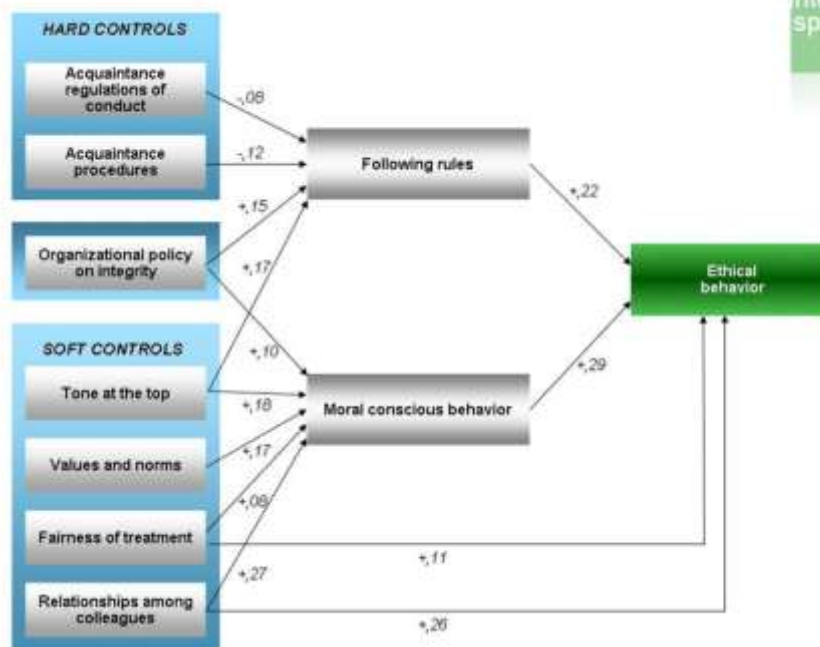 HARD CONTROLS
Acquaintance
regulations of
conduct
-,08
Acquaintance
procedures
-,12
Following rules
+,15
+,22
Organizational policy
on integrity
+,17
Ethical
behavior
SOFT CONTROLS
+,10
+,29
Tone at the top
Moral conscious behavior
+,18
Values and norms
+,17
+,08
Fairness of treatment
+,11
+,27
Relationships among
colleagues
+,26